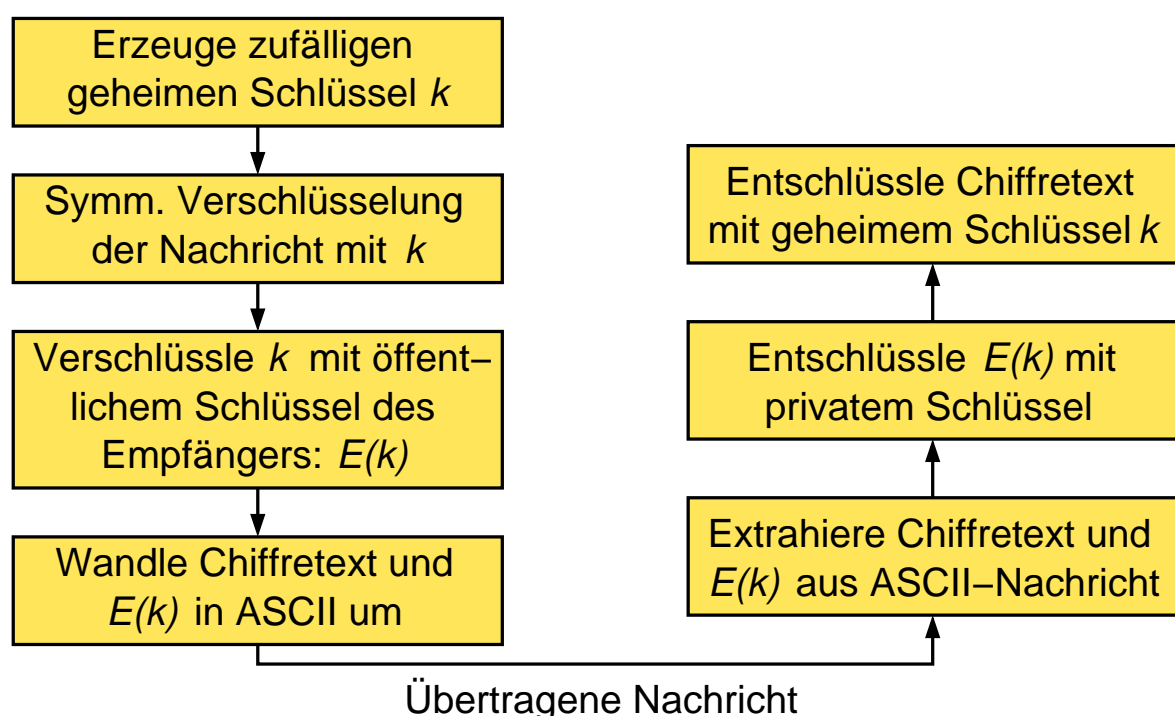 Erzeuge zufälligen
geheimen Schlüssel k
Symm. Verschlüsselung
der Nachricht mit k
Verschlüssle k mit öffent–
lichem Schlüssel des
Empfängers: E(k)
Wandle Chiffretext und
E(k) in ASCII um
Übertragene Nachricht
Extrahiere Chiffretext und
E(k) aus ASCII–Nachricht
Entschlüssle E(k) mit
privatem Schlüssel
Entschlüssle Chiffretext
mit geheimem Schlüssel k